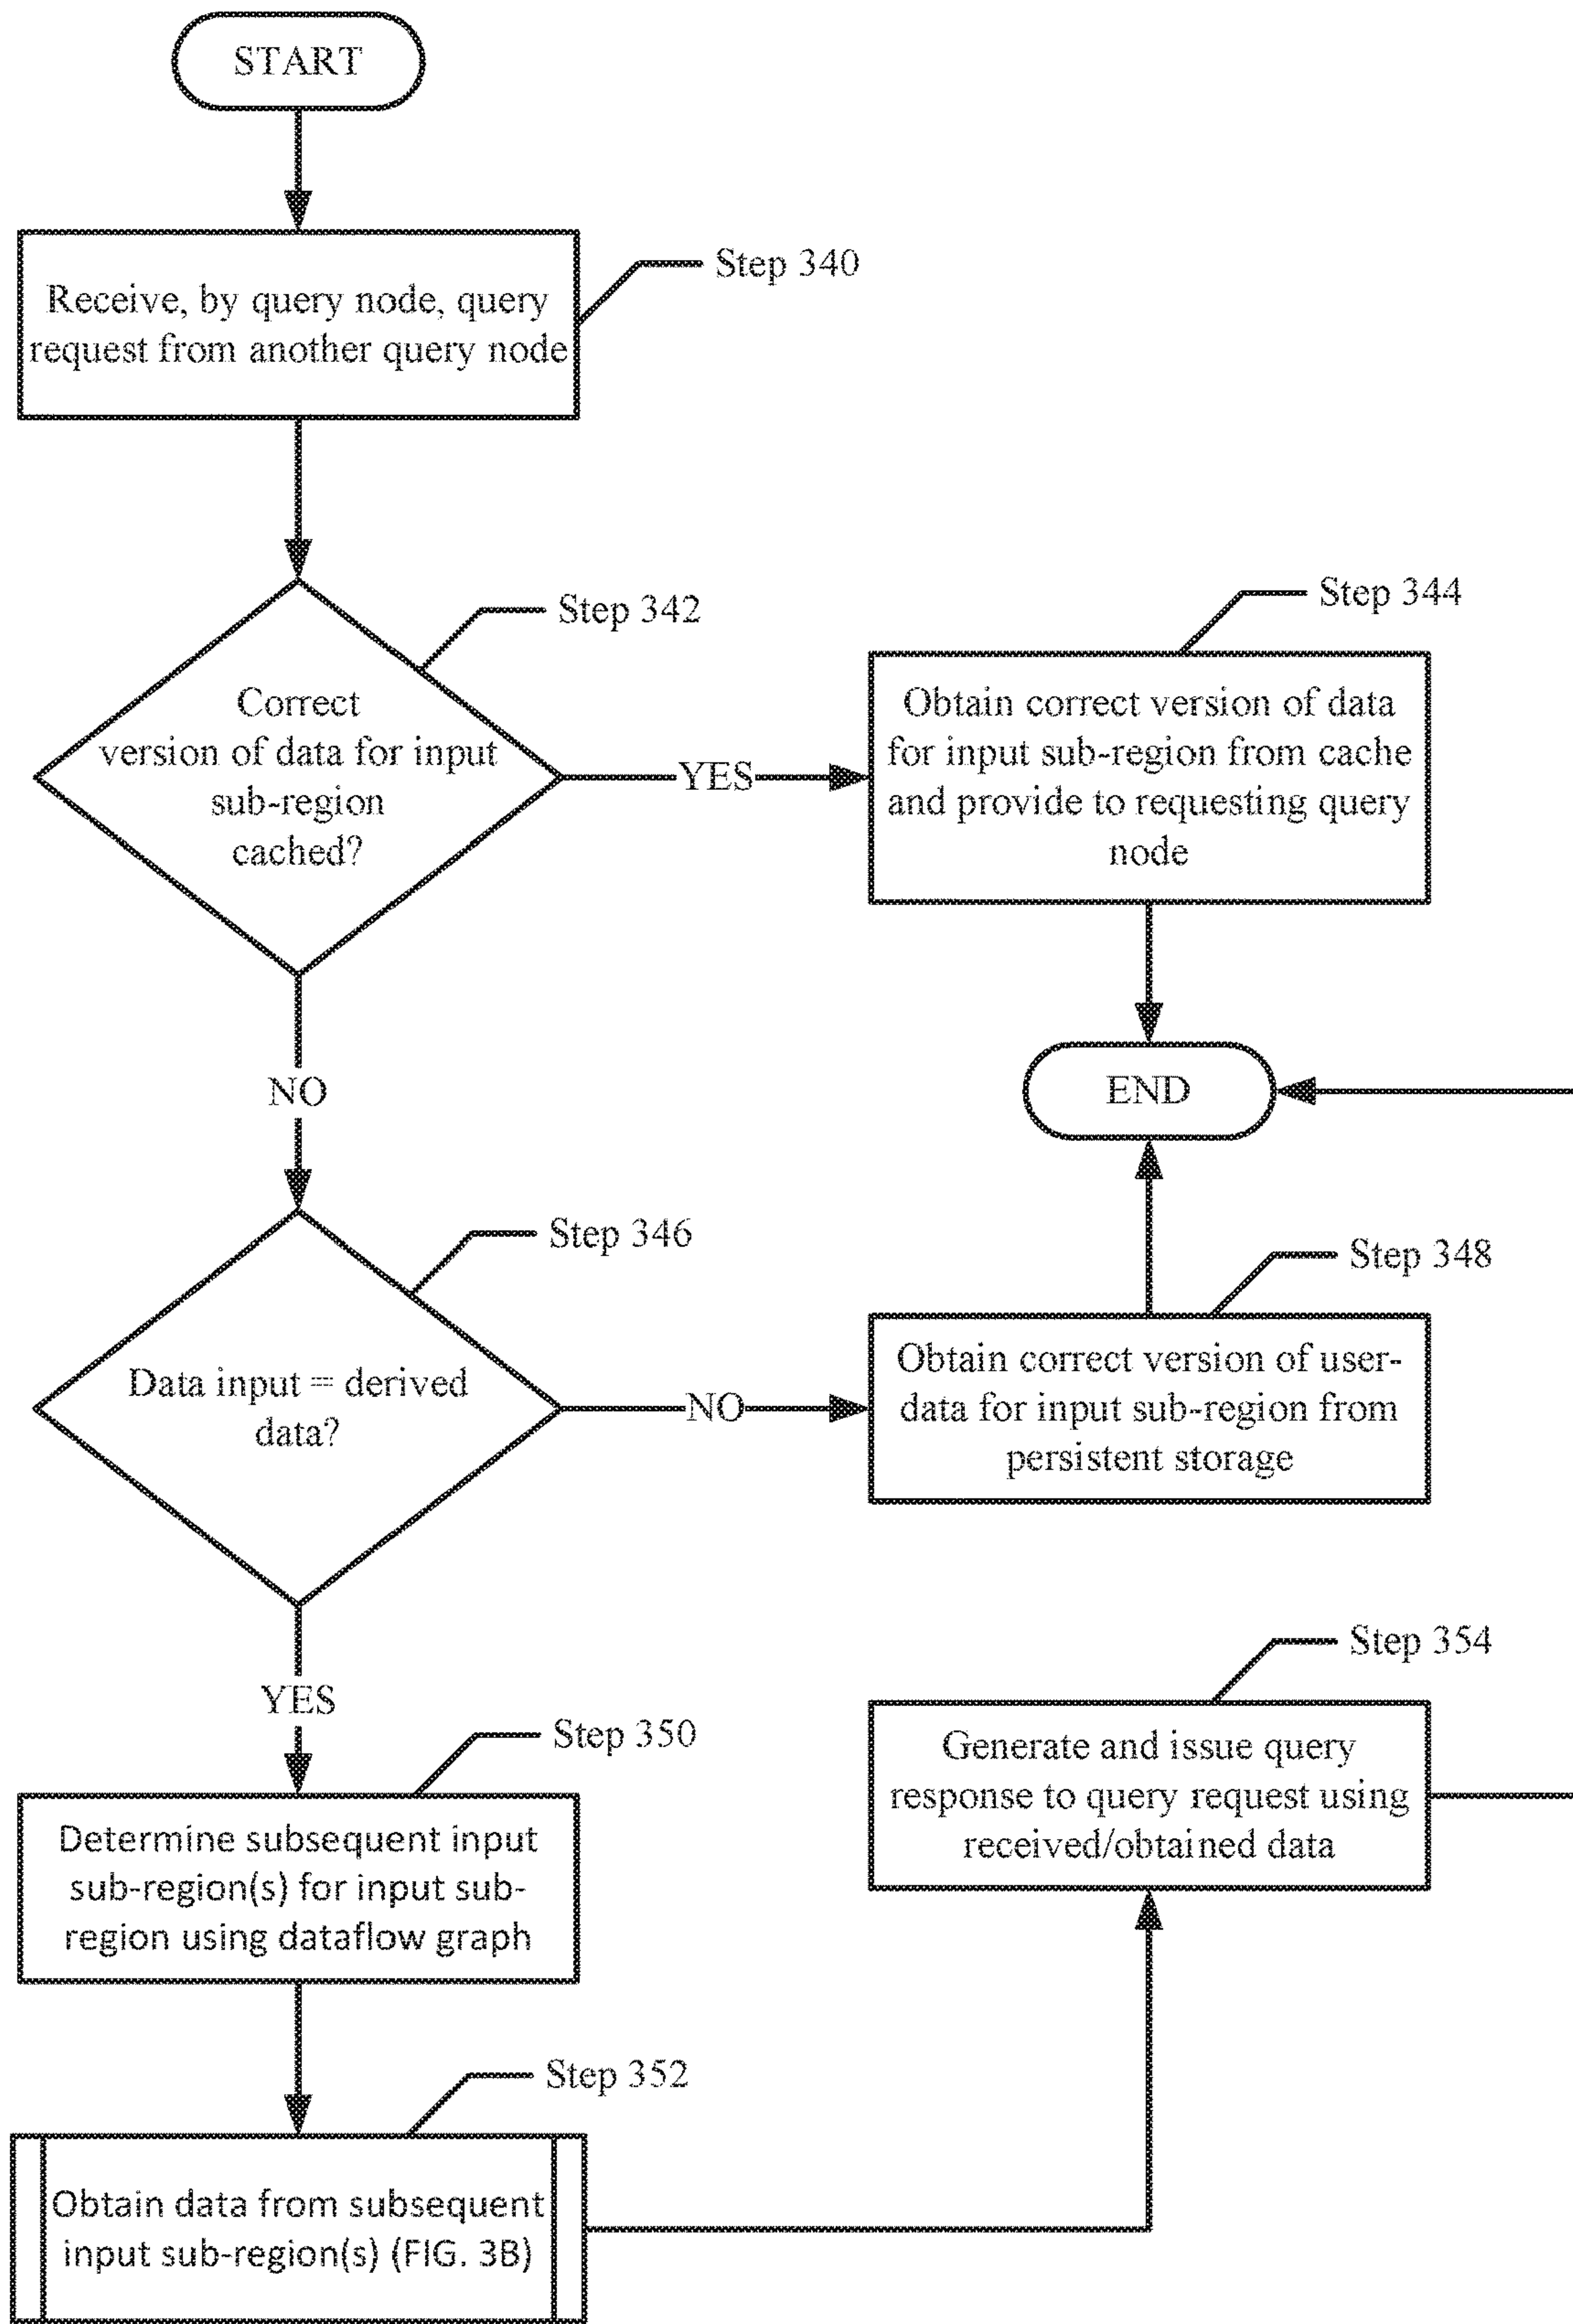 START
Step 340
Receive, by query node, query
request from another query node
Step 342
Correct
version of data for input
sub-region
cached?
YES
Step 344
Obtain correct version of data
for input sub-region from cache
and provide to requesting query
node
NO
END
Step 346
Data input = derived
data?
NO
Step 348
Obtain correct version of user-
data for input sub-region from
persistent storage
YES
Step 350
Determine subsequent input
sub-region(s) for input sub-
region using dataflow graph
Step 352
Obtain data from subsequent
input sub-region(s) (FIG. 3B)
Step 354
Generate and issue query
response to query request using
received/obtained data